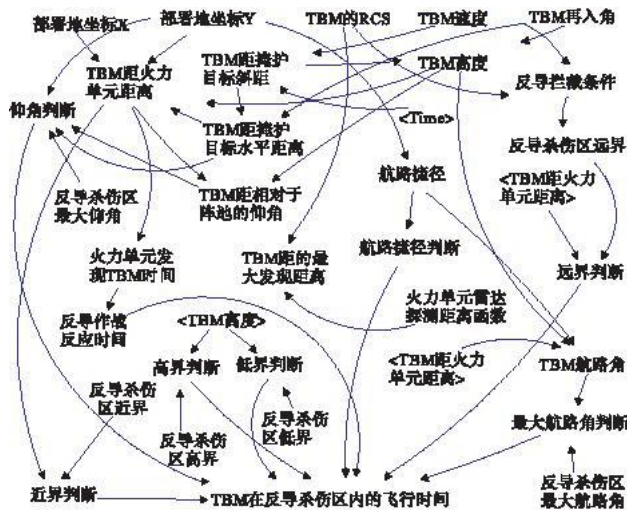 部署地坐标X
部署地坐标Y
TBM的RCS
TBM速度
TBM再入角
TBM距火力
单元距离
TBM距掩护
目标斜距
TBM高度
反导拦截条件
仰角判断
<Time>
TBM距掩护
目标水平距离
反导杀伤区远界
反导杀伤区
最大仰角
TBM距相对于
阵地的仰角
航路捷径
<TBM距火力
单元距离>
火力单元发
现TBM时间
TBM距的最
大发现距离
航路捷径判断
远界判断
反导作战
反应时间
<TBM高度>
火力单元雷达
探测距离函数
高界判断
低界判断
<TBM距火力
单元距离>
TBM航路角
反导杀伤
区近界
反导杀伤
区高界
反导杀伤
区低界
最大航路角判断
近界判断
TBM在反导杀伤区内的飞行时间
反导杀伤区
最大航路角